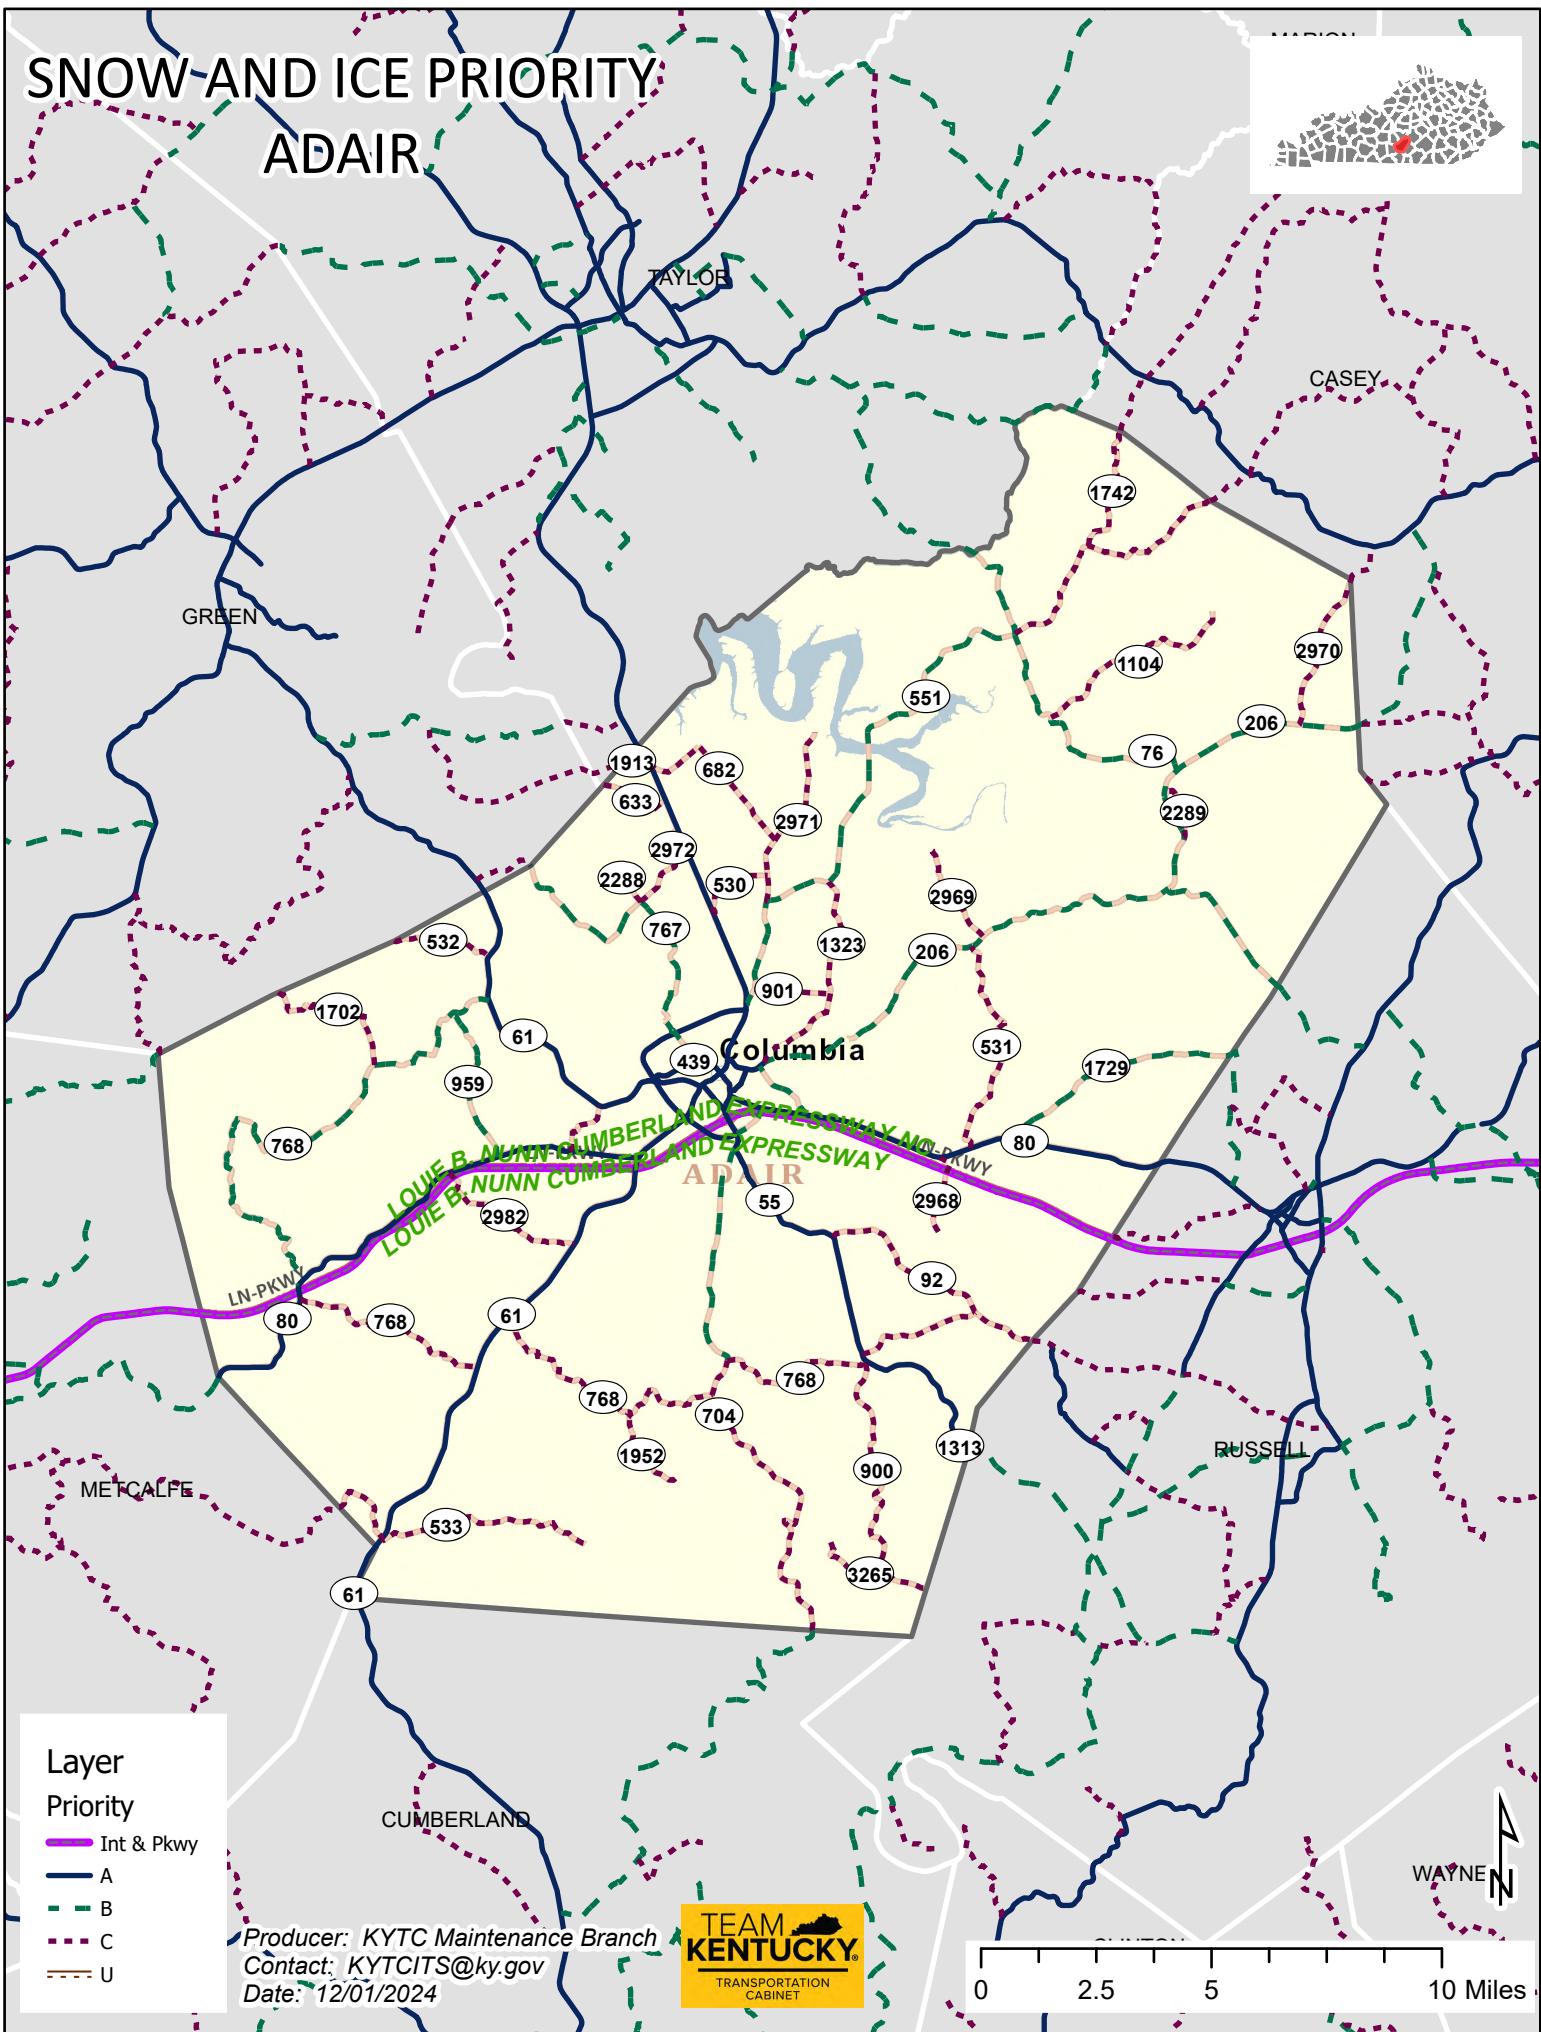 SNOW AND ICE PRIORITY
ADAIR
TAYLOR
CASEY
GREEN
1742
2970
1104
551
206
76
1913
682
633
2289
2971
2972
2288
530
2969
767
532
1323
206
1702
901
61
439
Columbia
531
1729
959
768
LOUIE B. NUNN CUMBERLAND EXPRESSWAY NO
LOUIE B. NUNN CUMBERLAND EXPRESSWAY
80
ADAIR
55
2968
2982
92
LN-PKWY
80
768
61
768
768
704
1952
1313
900
RUSSELL
METCALFE
533
3265
61
Layer
Priority
Int & Pkwy
A
B
C
U
CUMBERLAND
WAYNE
N
Producer: KYTC Maintenance Branch
Contact: KYTCITS@ky.gov
Date: 12/01/2024
TEAM
KENTUCKY®
TRANSPORTATION
CABINET
0 2.5 5 10 Miles